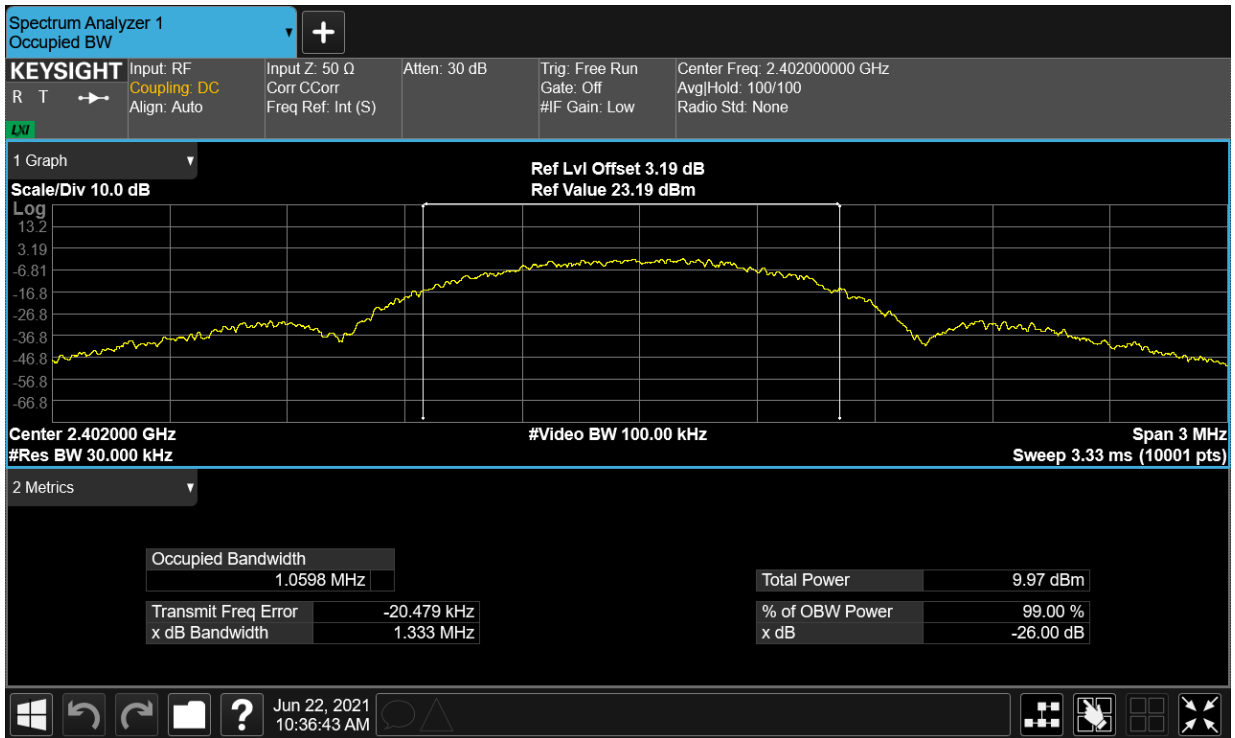 Spectrum Analyzer 1
Occupied BW
KEYSIGHT
R T
LXI
Input: RF
Coupling: DC
Align: Auto
Input Z: 50 Ω
Corr CCorr
Freq Ref: Int (S)
Atten: 30 dB
Trig: Free Run
Gate: Off
#IF Gain: Low
Center Freq: 2.402000000 GHz
Avg|Hold: 100/100
Radio Std: None
1 Graph
Ref Lvl Offset 3.19 dB
Scale/Div 10.0 dB
Ref Value 23.19 dBm
Log
13.2
3.19
-6.81
-16.8
-26.8
-36.8
-46.8
-56.8
-66.8
Center 2.402000 GHz
#Video BW 100.00 kHz
Span 3 MHz
#Res BW 30.000 kHz
Sweep 3.33 ms (10001 pts)
2 Metrics
Occupied Bandwidth
1.0598 MHz
Total Power 9.97 dBm
Transmit Freq Error -20.479 kHz
% of OBW Power 99.00 %
x dB Bandwidth 1.333 MHz
x dB -26.00 dB
?
Jun 22, 2021
10:36:43 AM